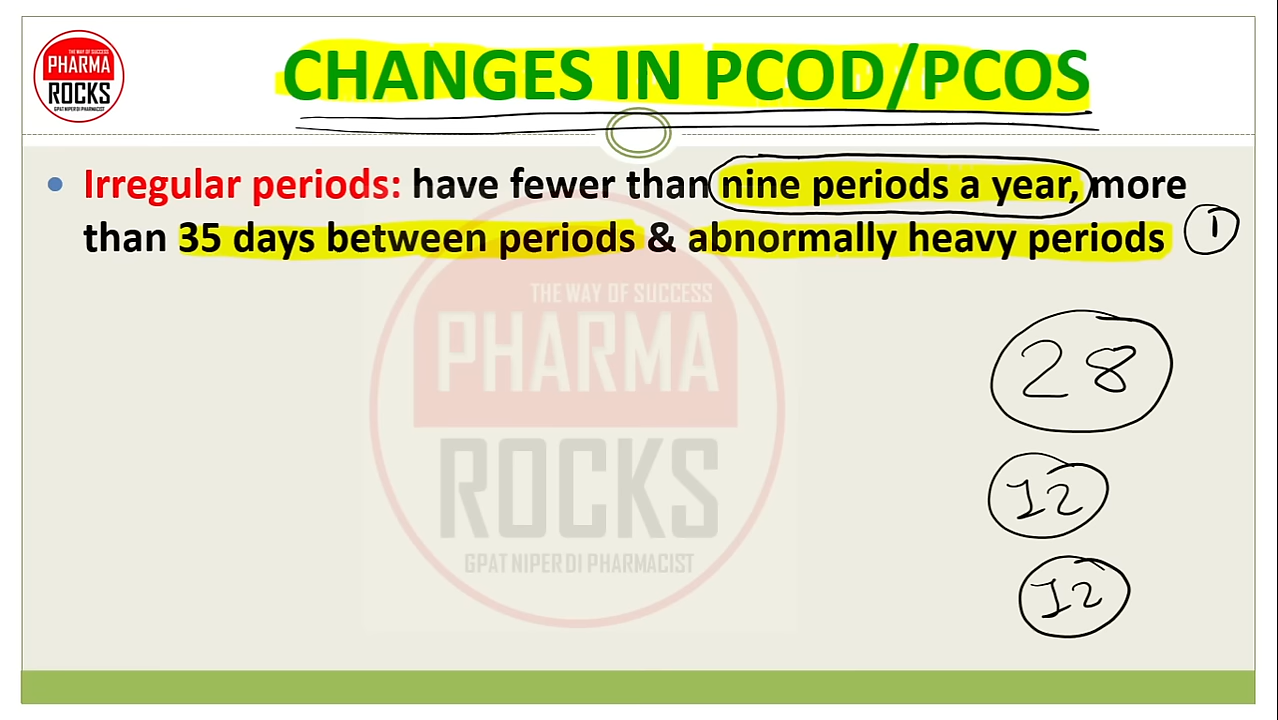 THE WAY OF SUCCESS
PHARMA
ROCKS
GPAT NIPER DI PHARMACIST
CHANGES IN PCOD/PCOS
• Irregular periods: have fewer than nine periods a year, more
than 35 days between periods & abnormally heavy periods 1
THE WAY OF SUCCESS
PHARMA
ROCKS
GPAT NIPER DI PHARMACIST
28
12
12